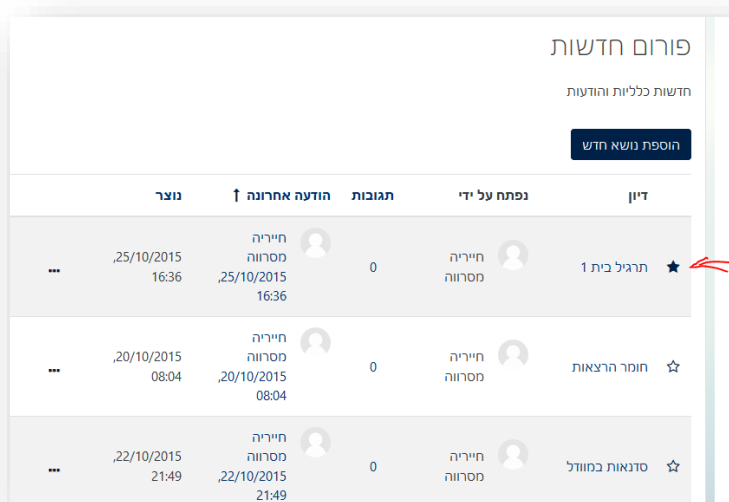 פורום חדשות
חדשות כלליות והודעות
הוספת נושא חדש
דיון נפתח על ידי תגובות הודעה אחרונה ↑ נוצר
תרגיל בית 1
חייריה
מסרווה
0
חייריה
מסרווה
25/10/2015,
16:36
25/10/2015,
16:36
...
חומר הרצאות
חייריה
מסרווה
0
חייריה
מסרווה
20/10/2015,
08:04
20/10/2015,
08:04
...
סדנאות במוודל
חייריה
מסרווה
0
חייריה
מסרווה
22/10/2015,
21:49
22/10/2015,
21:49
...